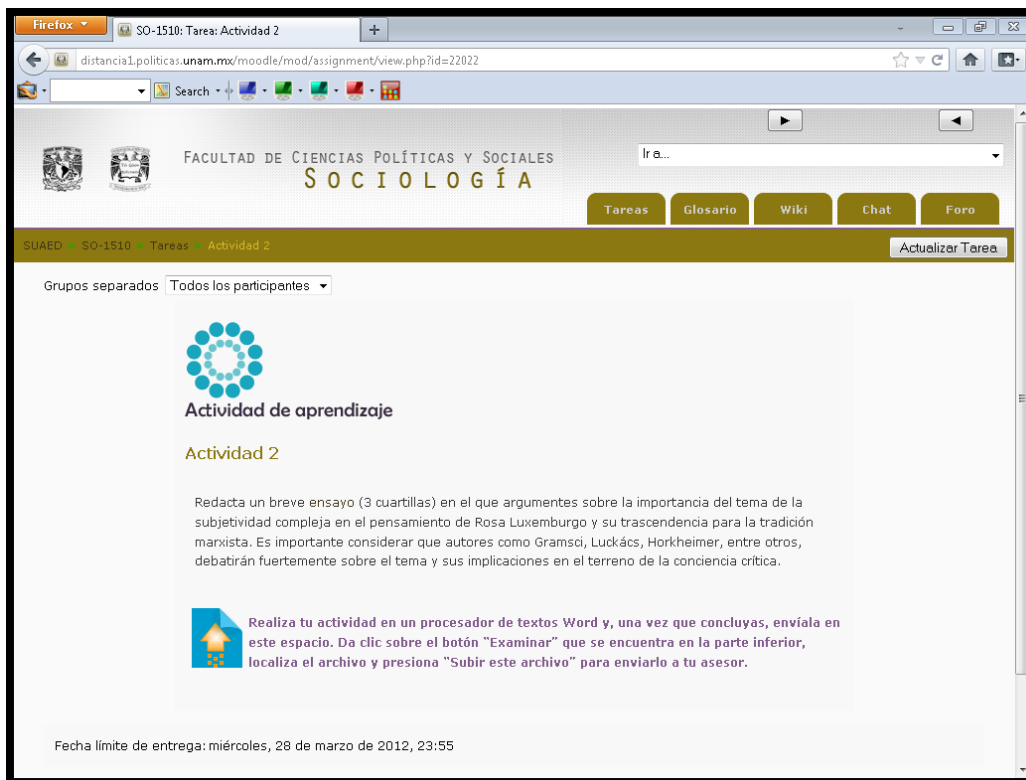 Firefox
SO-1510: Tarea: Actividad 2
distancia1.politicas.unam.mx/moodle/mod/assignment/view.php?id=22022
Search
FACULTAD DE CIENCIAS POLÍTICAS Y SOCIALES
SOCIOLOGÍA
Ir a...
Tareas Glosario Wiki Chat Foro
SUAED SO-1510 Tareas Actividad 2
Actualizar Tarea
Grupos separados Todos los participantes
Actividad de aprendizaje
Actividad 2
Redacta un breve ensayo (3 cuartillas) en el que argumentes sobre la importancia del tema de la
subjetividad compleja en el pensamiento de Rosa Luxemburgo y su trascendencia para la tradición
marxista. Es importante considerar que autores como Gramsci, Luckács, Horkheimer, entre otros,
debatirán fuertemente sobre el tema y sus implicaciones en el terreno de la conciencia crítica.
Realiza tu actividad en un procesador de textos Word y, una vez que concluyas, envíala en
este espacio. Da clic sobre el botón "Examinar" que se encuentra en la parte inferior,
localiza el archivo y presiona "Subir este archivo" para enviarlo a tu asesor.
Fecha límite de entrega: miércoles, 28 de marzo de 2012, 23:55